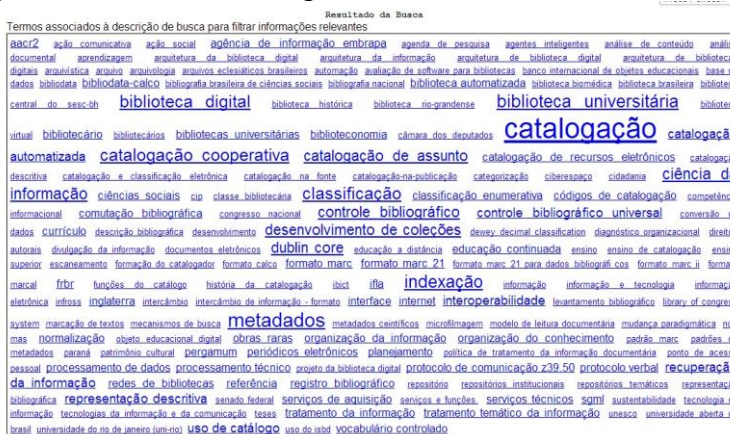 Resultado da Busca
Termos associados à descrição de busca para filtrar informações relevantes
aacr2 ação comunicativa ação social agência de informação embrapa agenda de pesquisa agentes inteligentes análise de conteúdo
documental aprendizagem arquitetura da biblioteca digital arquitetura da informação arquitetura de biblioteca digital arquitetura de
digitais arquivística arquivo arquivologia arquivos eclesiáticos brasileiros automação avaliação de software para bibliotecas banco internacional de objetos educacionais base
dados bibliodata bibliodata-calco bibliografia brasileira de ciências sociais bibliografia nacional biblioteca automatizada biblioteca biomédica biblioteca brasileira
central do sesc-bh biblioteca digital biblioteca histórica biblioteca rio-grandense biblioteca universitária
virtual bibliotecário bibliotecários bibliotecas universitárias biblioteconomia câmara dos deputados catalogação
automatizada catalogação cooperativa catalogação de assunto catalogação de recursos eletrônicos
descritiva catalogação e classificação eletrônica catalogação na fonte catalogação-na-publicação categorização ciberespaço cidadania ciência
informação ciências sociais cip classe bibliotecária classificação classificação enumerativa códigos de catalogação
informacional comutação bibliográfica congresso nacional controle bibliográfico controle bibliográfico universal conversão
dados currículo descrição bibliográfica desenvolvimento desenvolvimento de coleções dewey decimal classification diagnóstico organizacional
autorais divulgação da informação documentos eletrônicos dublin core educação a distância educação continuada ensino ensino de catalogação
superior escaneamento formação do catalogador formato calco formato marc formato marc 21 formato marc 21 para dados bibliográfi cos formato marc ii
marcal frbr funções do catálogo história da catalogação ibict ifla indexação informação informação e tecnologia
eletrônica infross inglaterra intercâmbio intercâmbio de informação - formato interface internet interoperabilidade levantamento bibliográfico library of
system marcação de textos mecanismos de busca metadados metadados ceintíficos microfilmagem modelo de leitura documentária mudança paradigmática
mas normalização objeto educacional digital obras raras organização da informação organização do conhecimento padrão marc padrões
metadados paraná patrimônio cultural pergamum periódicos eletrônicos planejamento política de tratamento da informação documentária ponto de
pessoal processamento de dados processamento técnico projeto da biblioteca digital protocolo de comunicação z39.50 protocolo verbal
da informação redes de bibliotecas referência registro bibliográfico repositório repositórios institucionais repositórios temáticos
bibliográfica representação descritiva senado federal serviços de aquisição serviços e funções. serviços técnicos sgml sustentabilidade tecnologia
informação tecnologias da informação e da comunicação teses tratamento da informação tratamento temático da informação unesco universidade aberta
brasil universidade do rio de janeiro (uni-rio) uso de catálogo uso do isbd vocabulário controlado